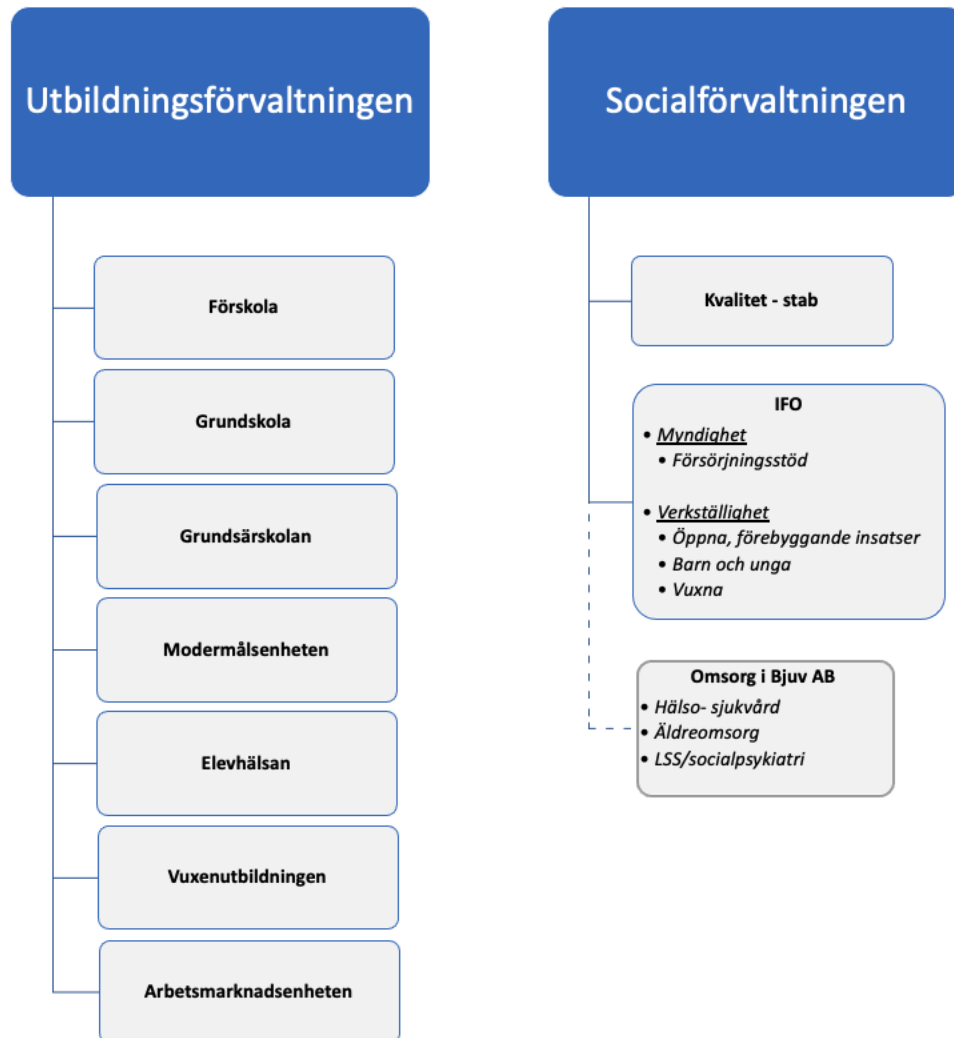 Utbildningsförvaltningen
Förskola
Grundskola
Grundsärskolan
Modermålsenheten
Elevhälsan
Vuxenutbildningen
Arbetsmarknadsenheten
Socialförvaltningen
Kvalitet - stab
IFO
• Myndighet
• Försörjningsstöd
• Verkställighet
• Öppna, förebyggande insatser
• Barn och unga
• Vuxna
Omsorg i Bjuv AB
• Hälso- sjukvård
• Äldreomsorg
• LSS/socialpsykiatri